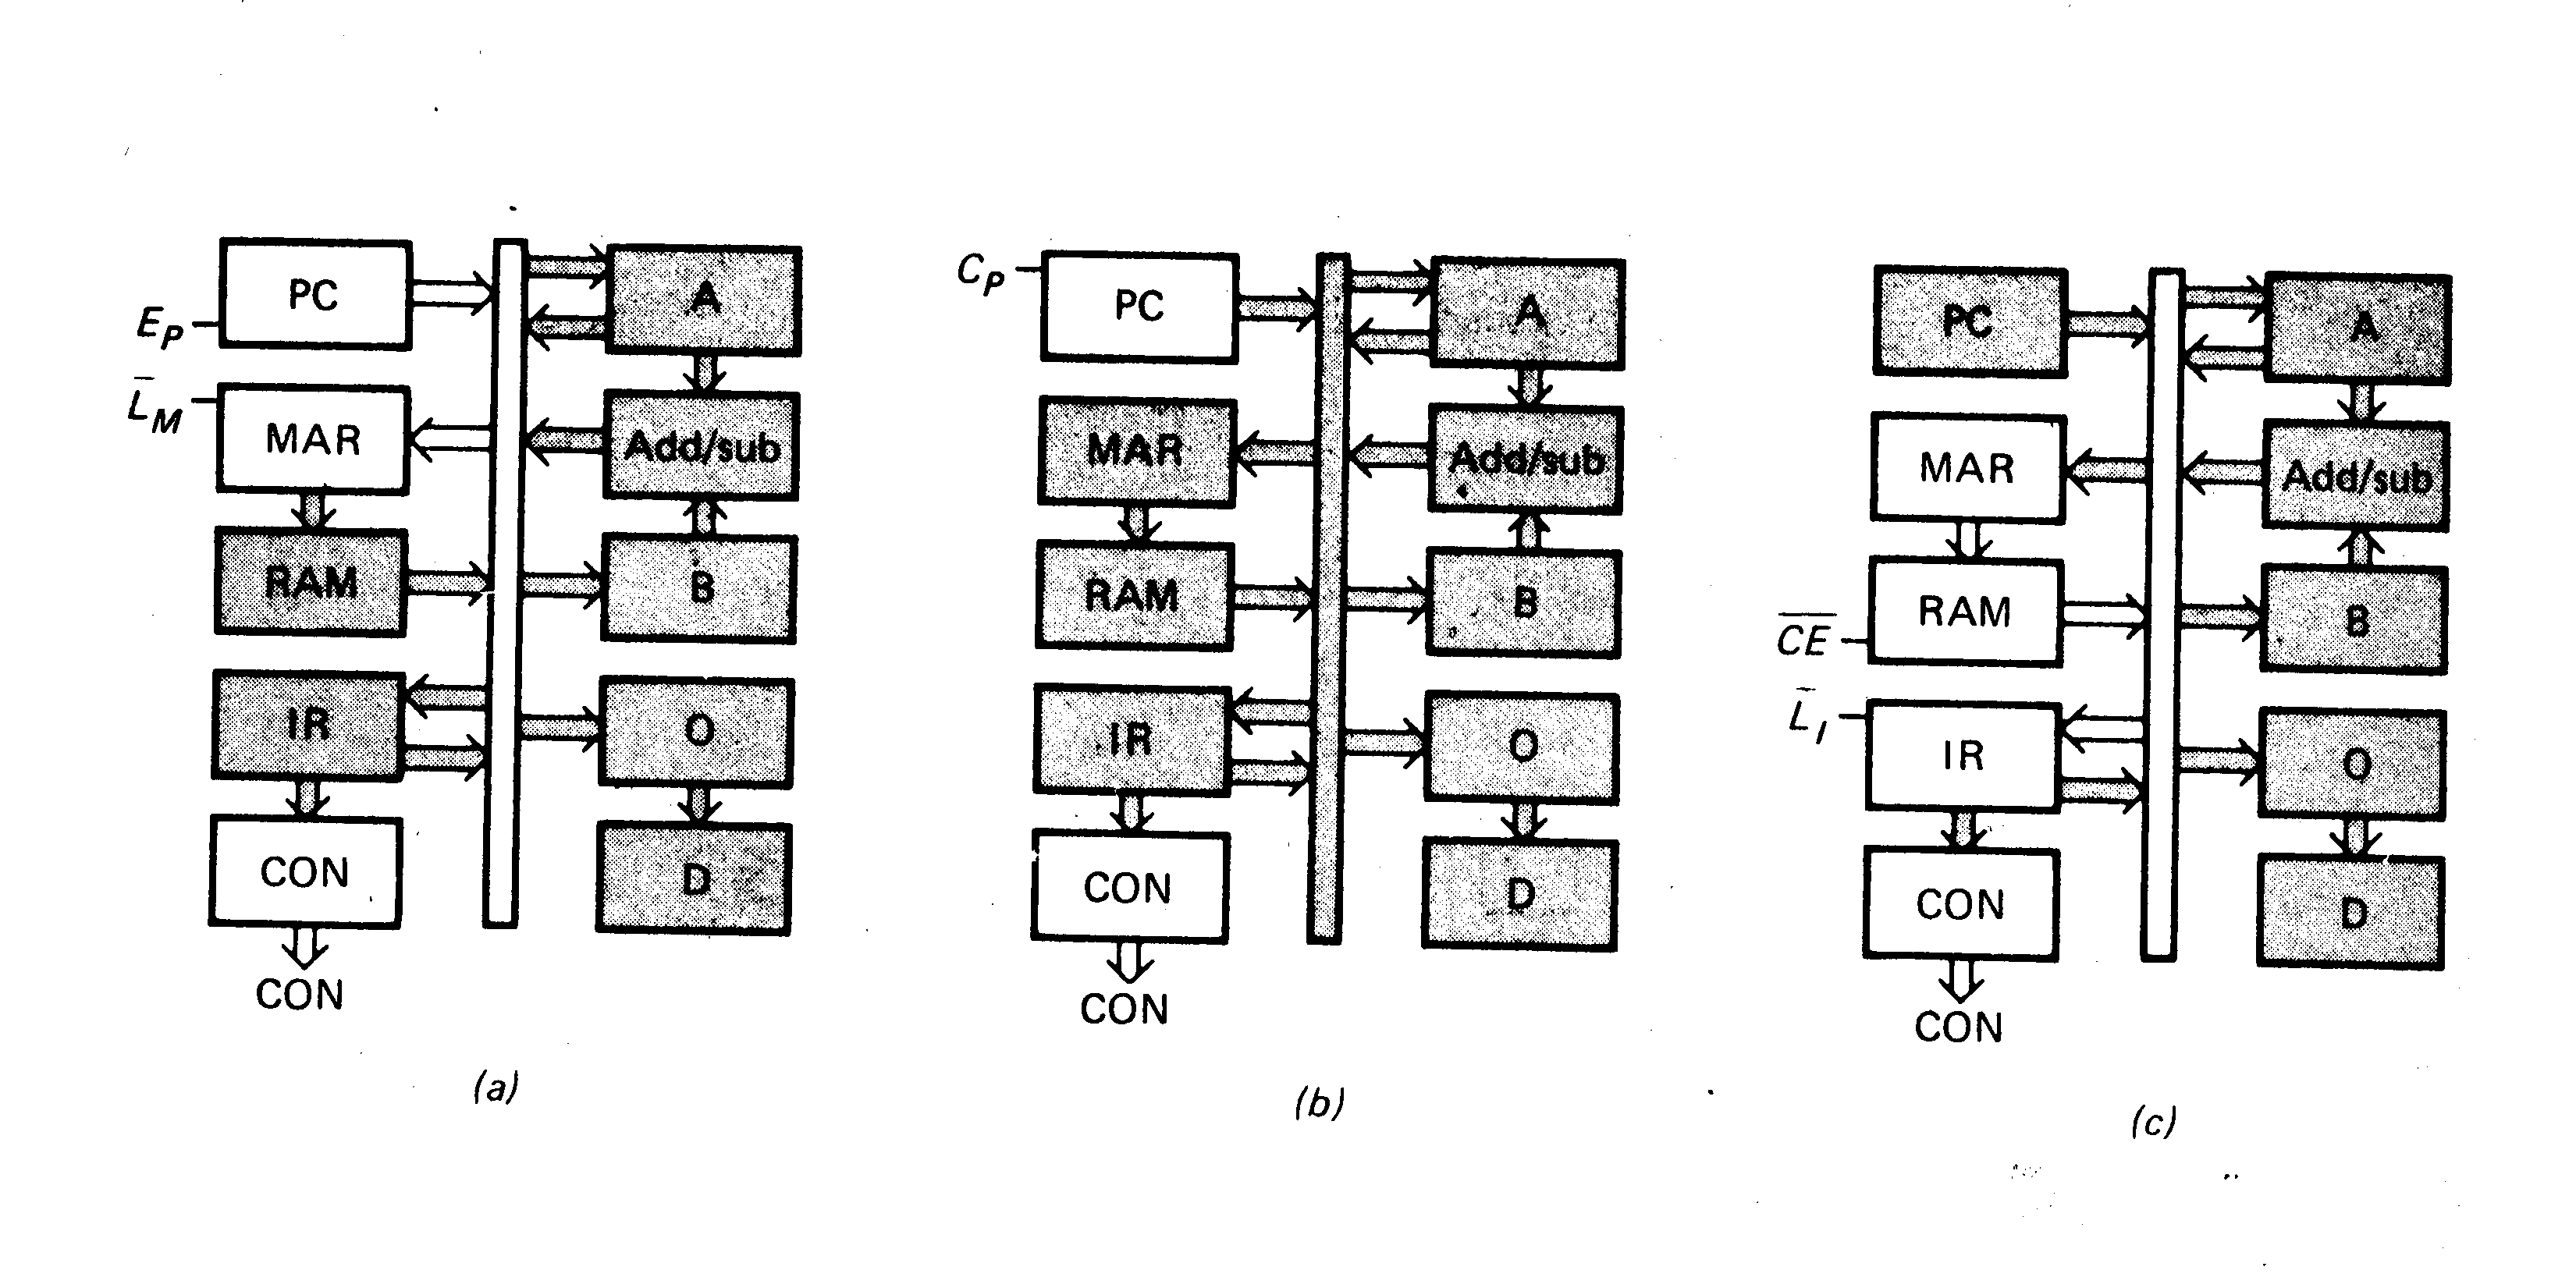 PC
A
E_P
L̅_M
MAR
Add/sub
RAM
B
IR
O
CON
D
CON
(a)
C_P
PC
A
MAR
Add/sub
RAM
B
IR
O
CON
D
CON
(b)
PC
A
MAR
Add/sub
RAM
B
C̅E̅
L̅_I
IR
O
CON
D
CON
(c)